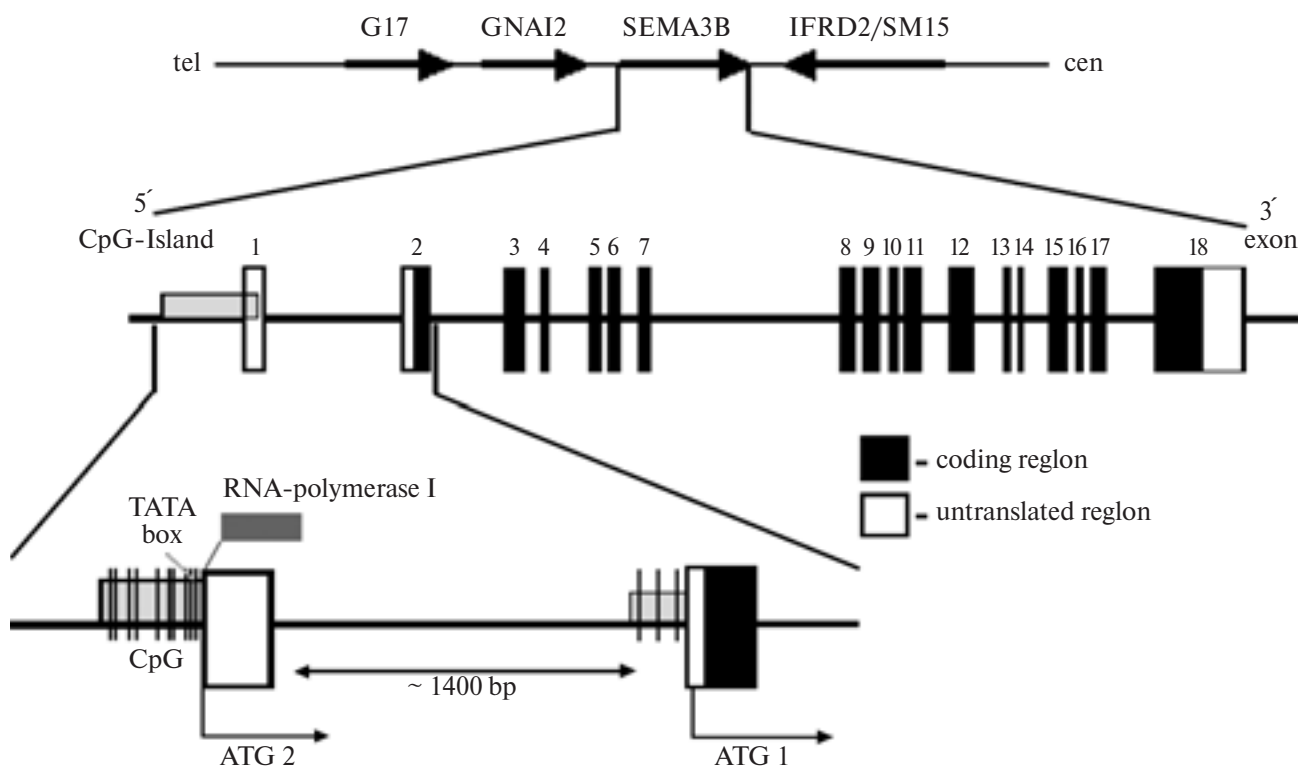 G17 GNAI2 SEMA3B IFRD2/SM15
tel cen
5´ 3´
CpG-Island exon
1 2 3 4 5 6 7 8 9 10 11 12 13 14 15 16 17 18
coding reglon
untranslated reglon
RNA-polymerase I
TATA
box
CpG
~ 1400 bp
ATG 2 ATG 1